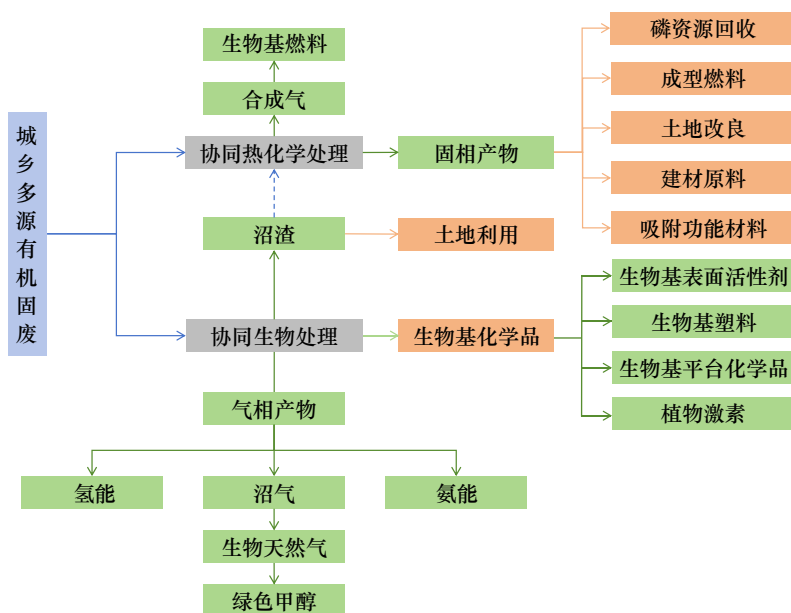 城乡多源有机固废
生物基燃料
合成气
协同热化学处理
固相产物
磷资源回收
成型燃料
土地改良
建材原料
吸附功能材料
沼渣
土地利用
协同生物处理
生物基化学品
生物基表面活性剂
生物基塑料
生物基平台化学品
植物激素
气相产物
氢能
沼气
氨能
生物天然气
绿色甲醇